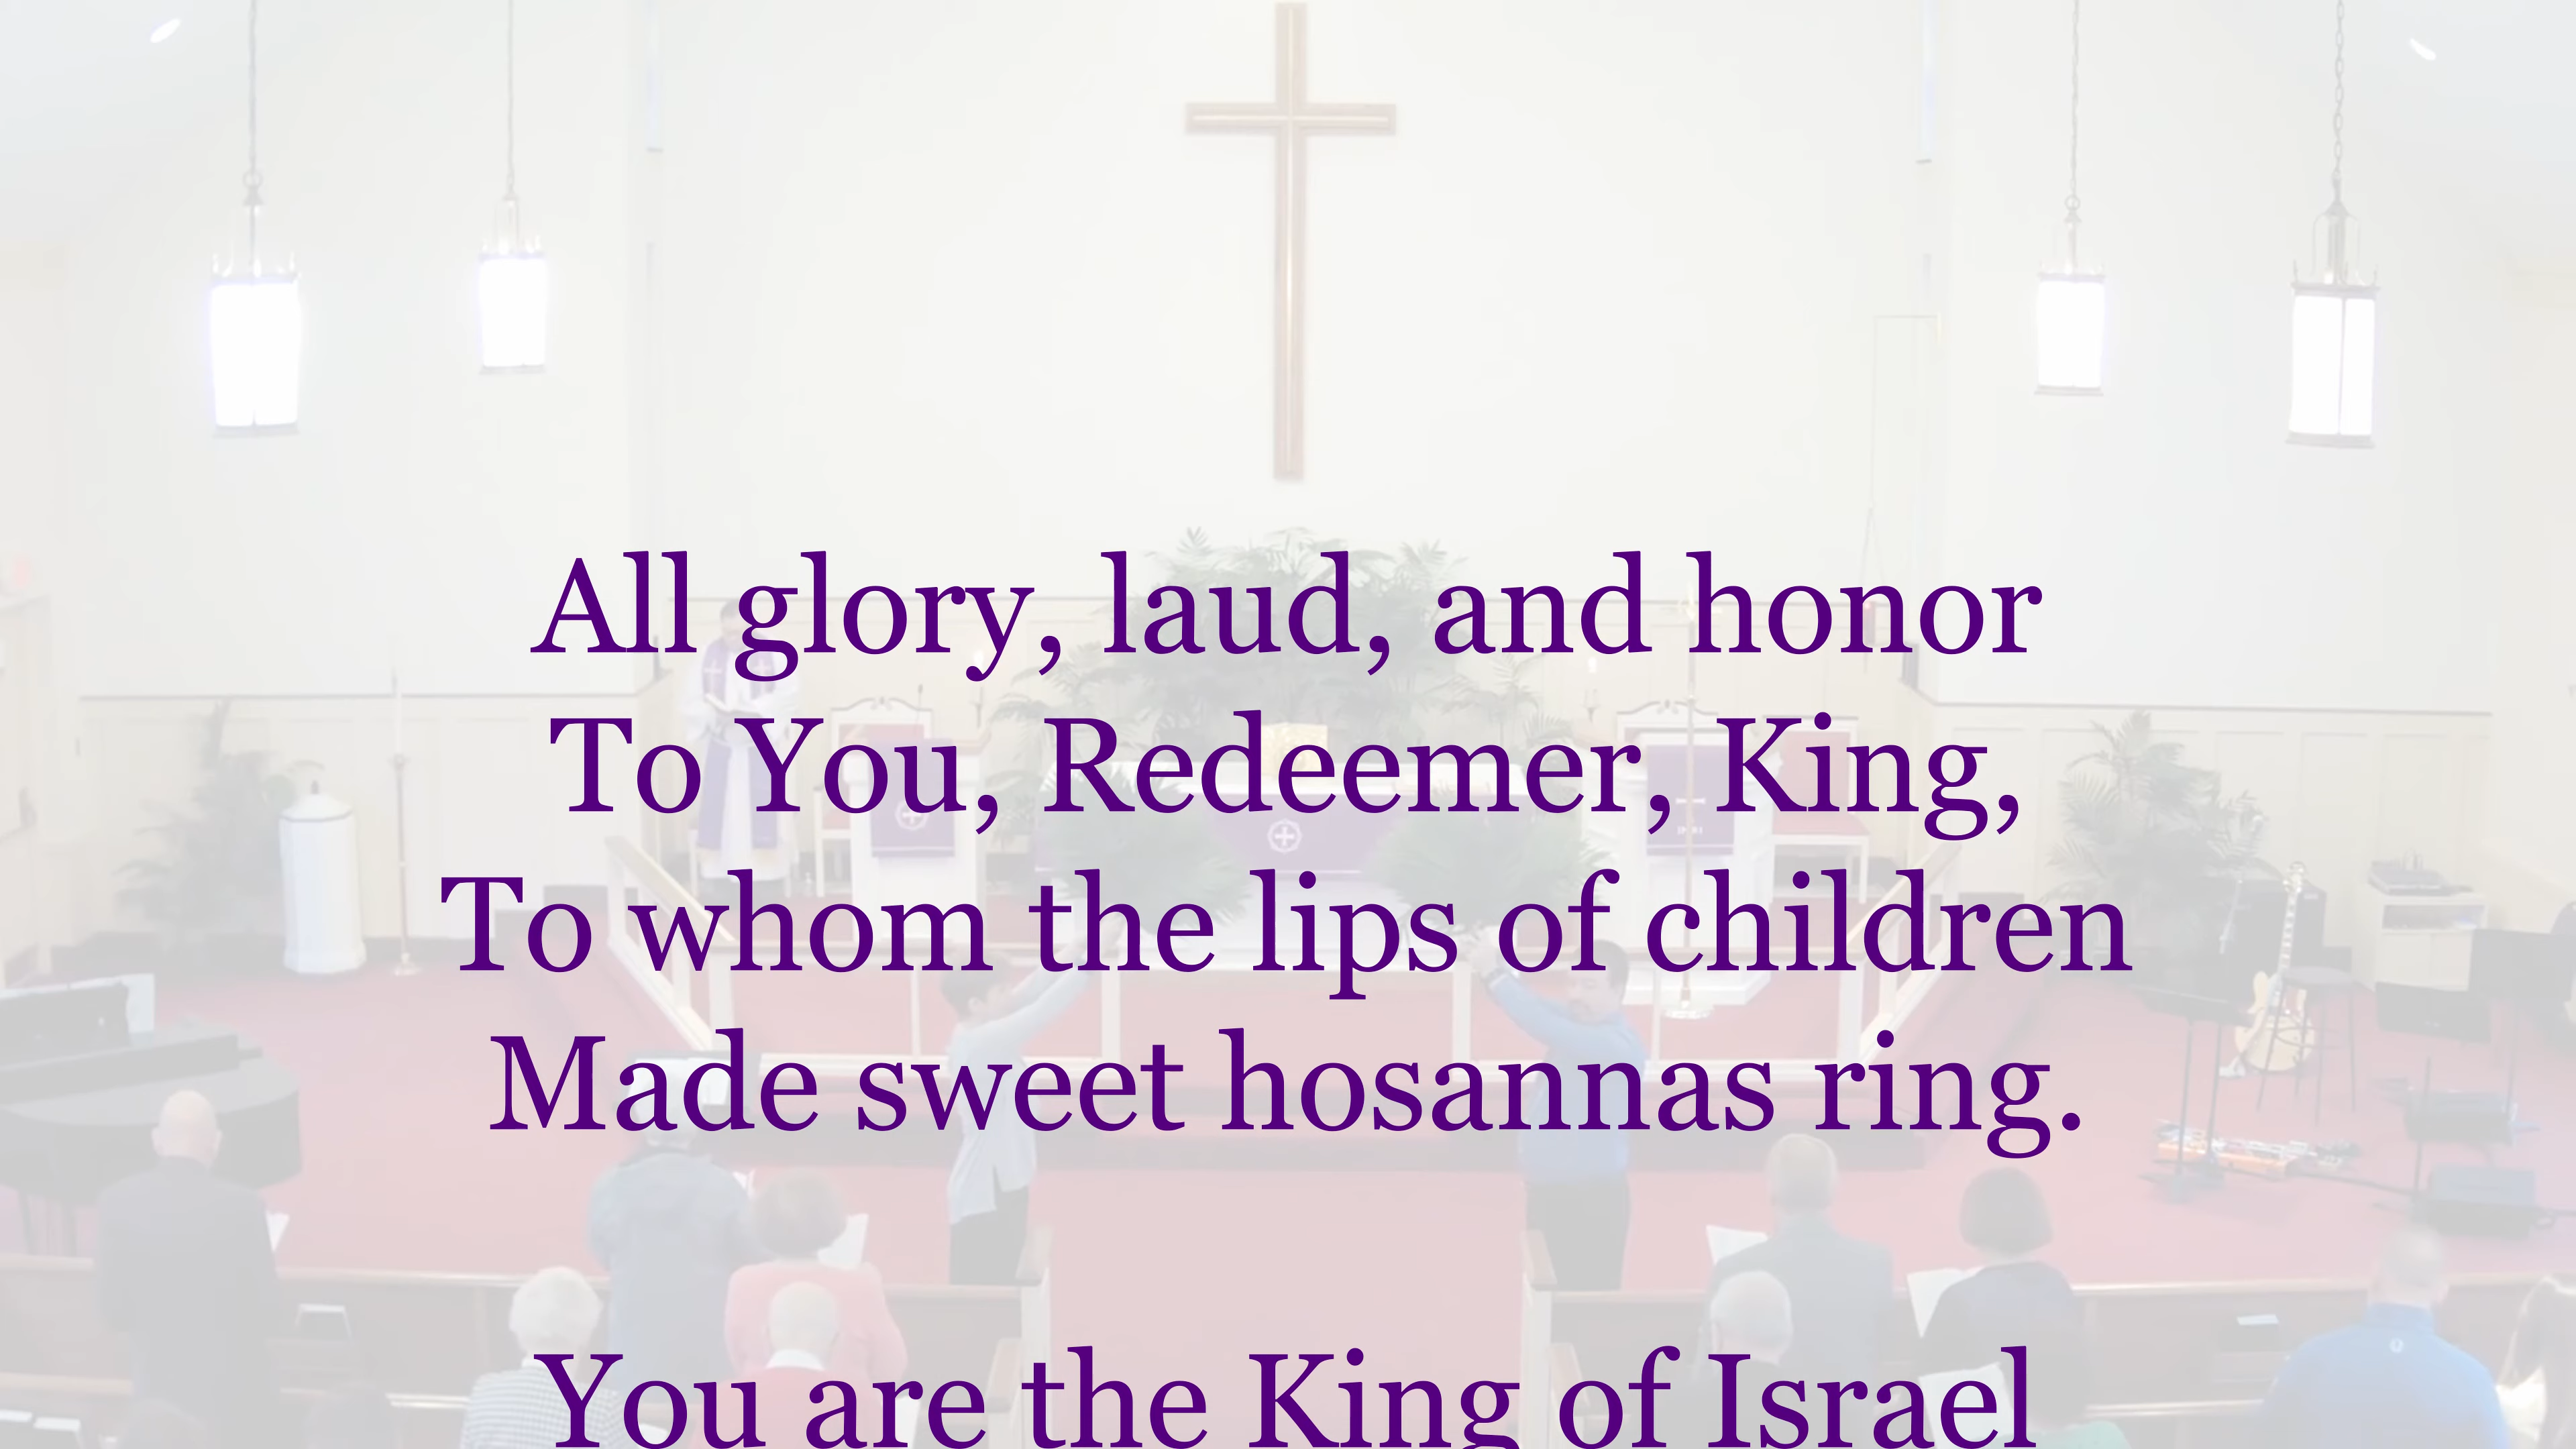 All glory, laud, and honor
To You, Redeemer, King,
To whom the lips of children
Made sweet hosannas ring.
You are the King of Israel